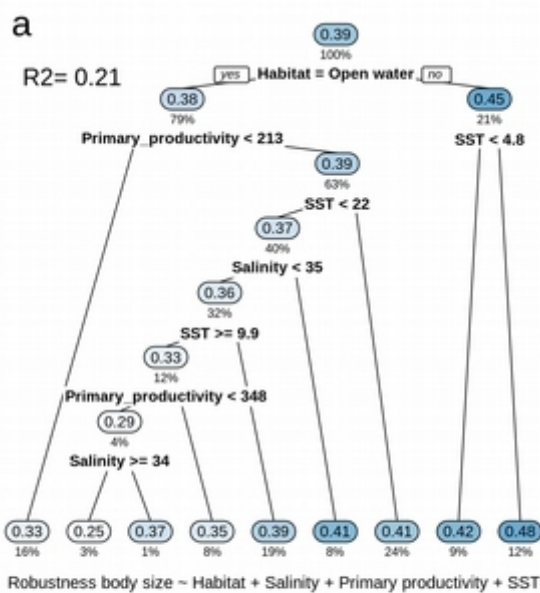 a
0.39
100%
R2= 0.21
yes Habitat = Open water no
0.38 0.45
79% 21%
Primary_productivity < 213 SST < 4.8
0.39
63%
SST < 22
0.37
40%
Salinity < 35
0.36
32%
SST >= 9.9
0.33
12%
Primary_productivity < 348
0.29
4%
Salinity >= 34
0.33 0.25 0.37 0.35 0.39 0.41 0.41 0.42 0.48
16% 3% 1% 8% 19% 8% 24% 9% 12%
Robustness body size ~ Habitat + Salinity + Primary productivity + SST